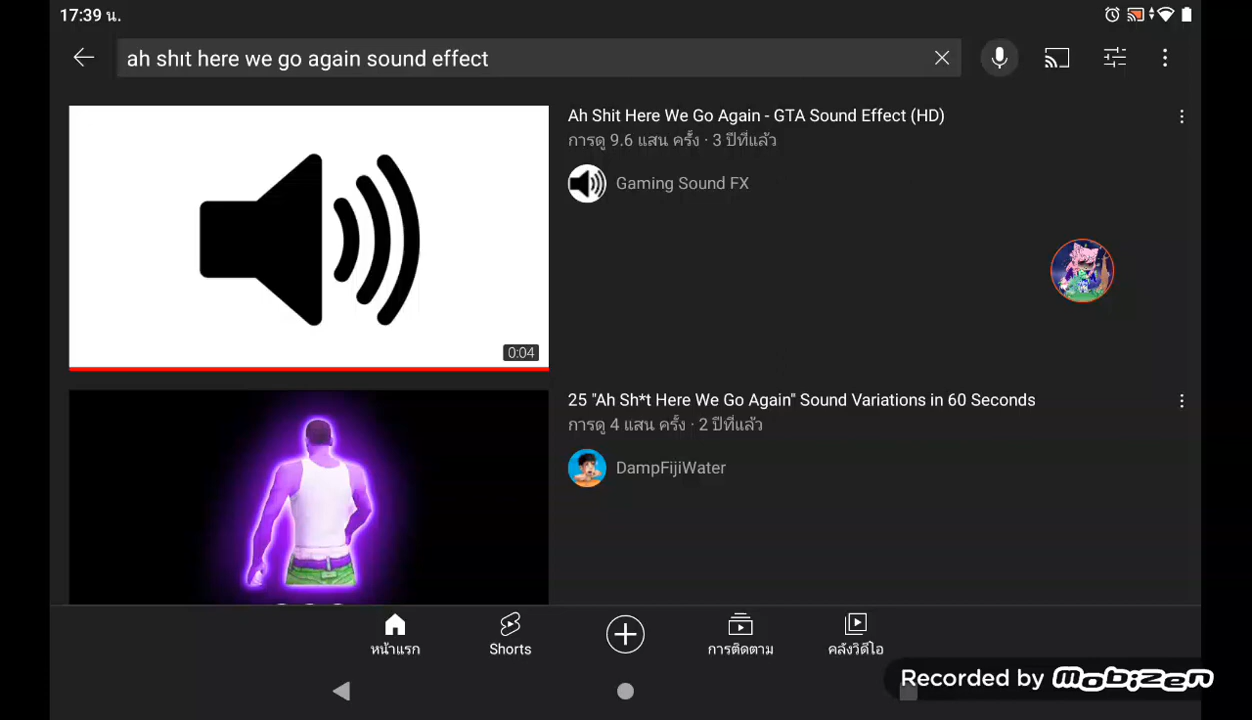 17:39 น.
ah shıt here we go again sound effect
Ah Shit Here We Go Again - GTA Sound Effect (HD)
การดู 9.6 แสน ครั้ง · 3 ปีที่แล้ว
Gaming Sound FX
0:04
25 "Ah Sh*t Here We Go Again" Sound Variations in 60 Seconds
การดู 4 แสน ครั้ง · 2 ปีที่แล้ว
DampFijiWater
หน้าแรก
Shorts
การติดตาม
คลังวิดีโอ
Recorded by Mobizen